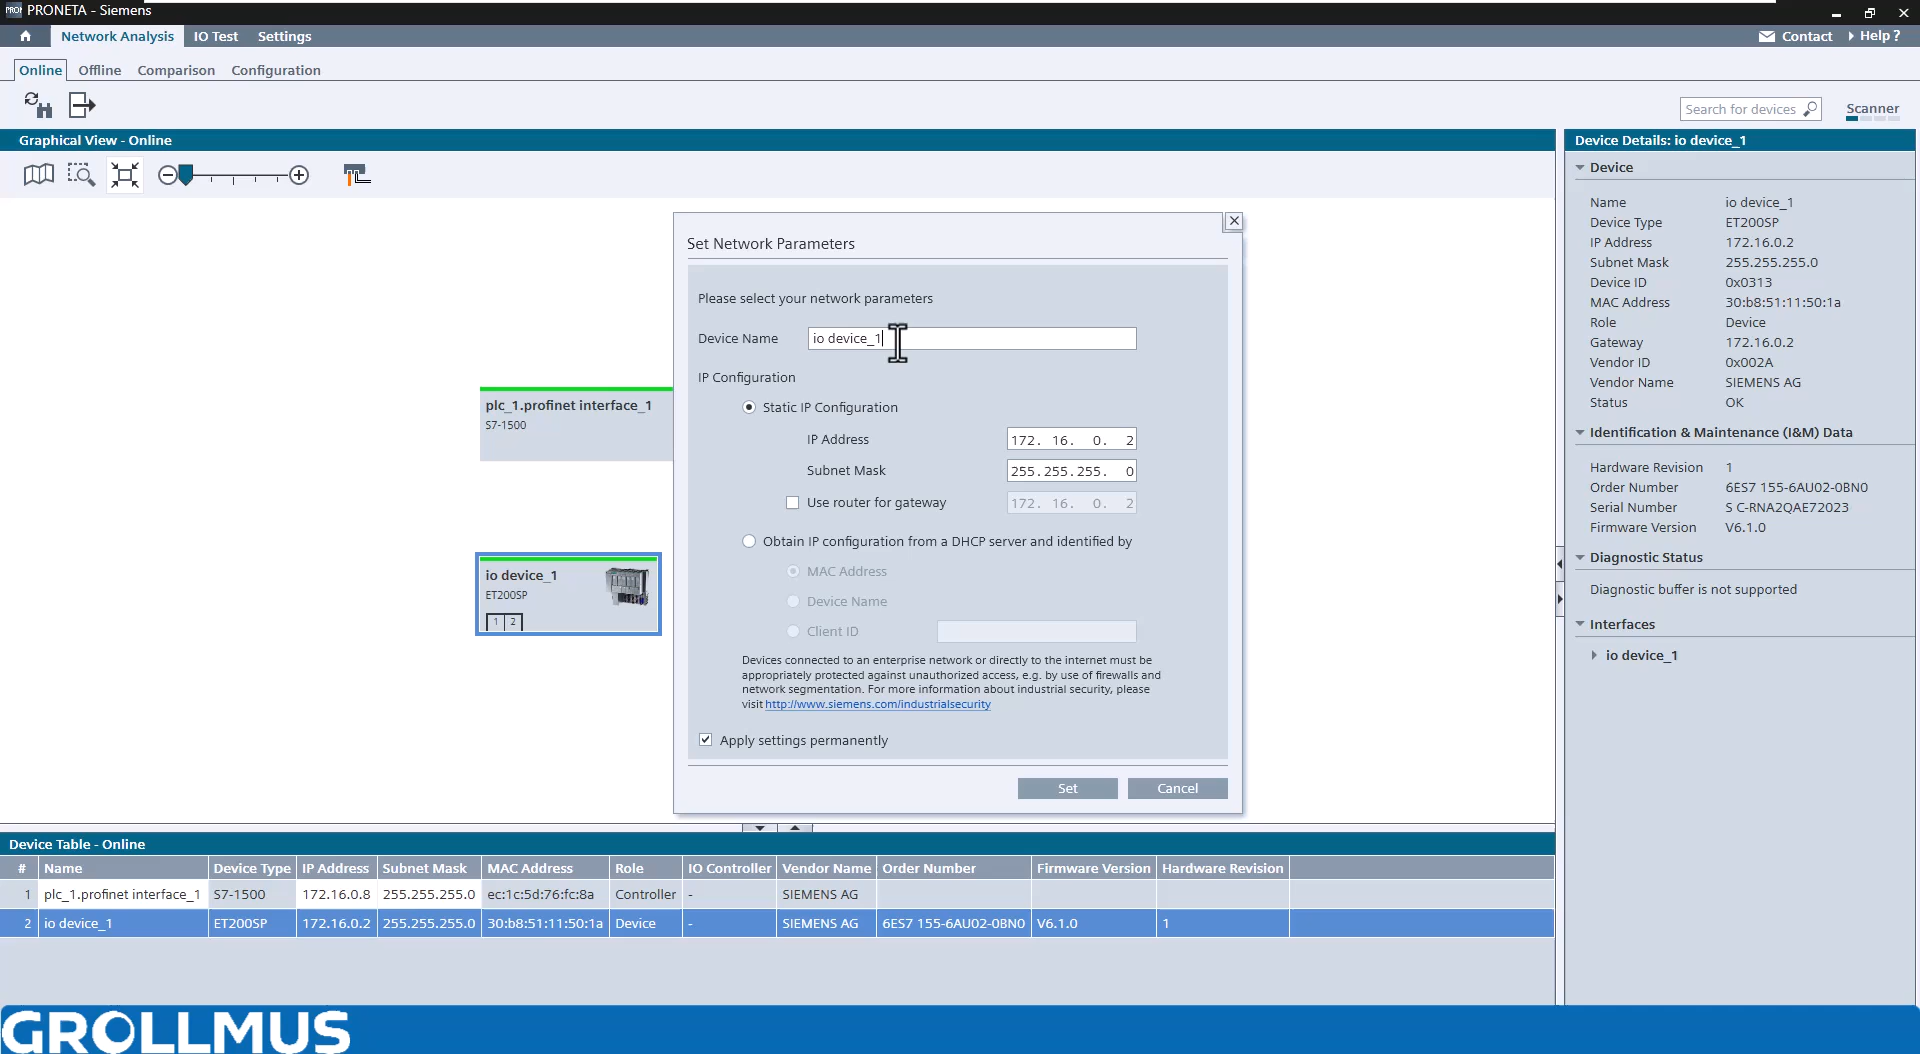 PRONETA - Siemens
Network Analysis IO Test Settings
Contact Help ?
Online Offline Comparison Configuration
Search for devices Scanner
Graphical View - Online
plc_1.profinet interface_1
S7-1500
io device_1
ET200SP
1 2
Set Network Parameters
Please select your network parameters
Device Name io device_1
IP Configuration
Static IP Configuration
IP Address 172. 16. 0. 2
Subnet Mask 255.255.255. 0
Use router for gateway 172. 16. 0. 2
Obtain IP configuration from a DHCP server and identified by
MAC Address
Device Name
Client ID
Devices connected to an enterprise network or directly to the internet must be
appropriately protected against unauthorized access, e.g. by use of firewalls and
network segmentation. For more information about industrial security, please
visit http://www.siemens.com/industrialsecurity
Apply settings permanently
Set Cancel
Device Details: io device_1
Device
Name io device_1
Device Type ET200SP
IP Address 172.16.0.2
Subnet Mask 255.255.255.0
Device ID 0x0313
MAC Address 30:b8:51:11:50:1a
Role Device
Gateway 172.16.0.2
Vendor ID 0x002A
Vendor Name SIEMENS AG
Status OK
Identification & Maintenance (I&M) Data
Hardware Revision 1
Order Number 6ES7 155-6AU02-0BN0
Serial Number S C-RNA2QAE72023
Firmware Version V6.1.0
Diagnostic Status
Diagnostic buffer is not supported
Interfaces
io device_1
Device Table - Online
# Name Device Type IP Address Subnet Mask MAC Address Role IO Controller Vendor Name Order Number Firmware Version Hardware Revision
1 plc_1.profinet interface_1 S7-1500 172.16.0.8 255.255.255.0 ec:1c:5d:76:fc:8a Controller - SIEMENS AG
2 io device_1 ET200SP 172.16.0.2 255.255.255.0 30:b8:51:11:50:1a Device - SIEMENS AG 6ES7 155-6AU02-0BN0 V6.1.0 1
GROLLMUS